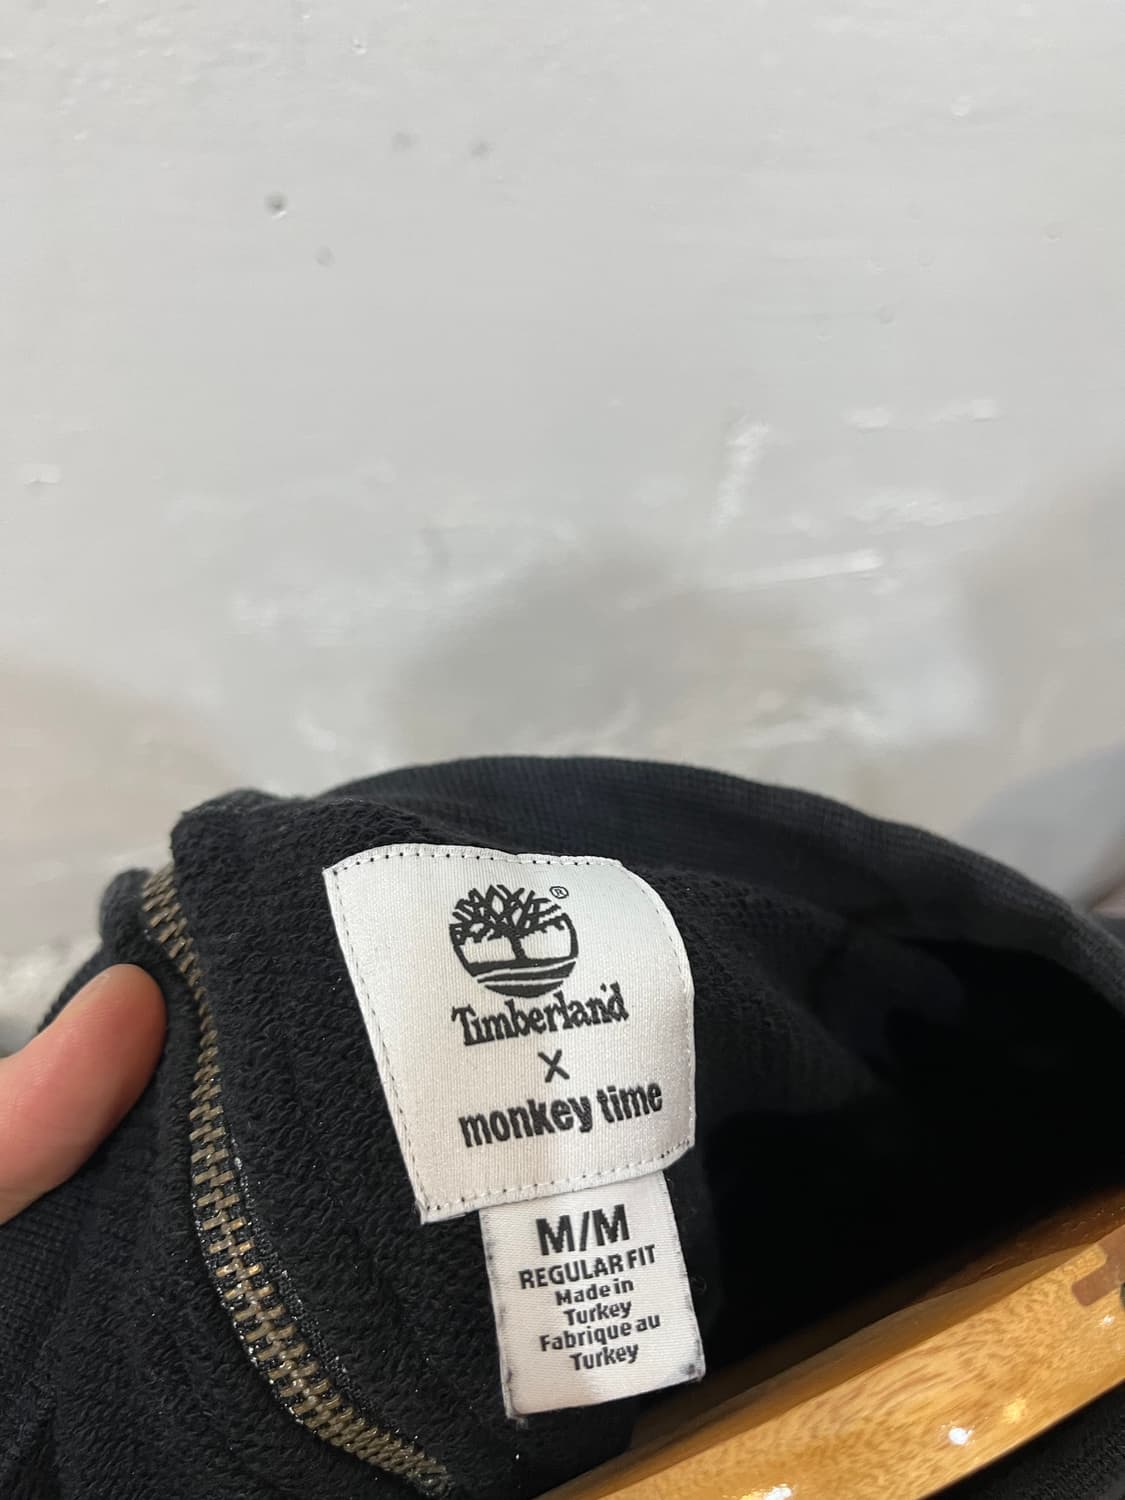 ®
Timberland
X
monkey time
M/M
REGULAR FIT
Made in
Turkey
Fabrique au
Turkey